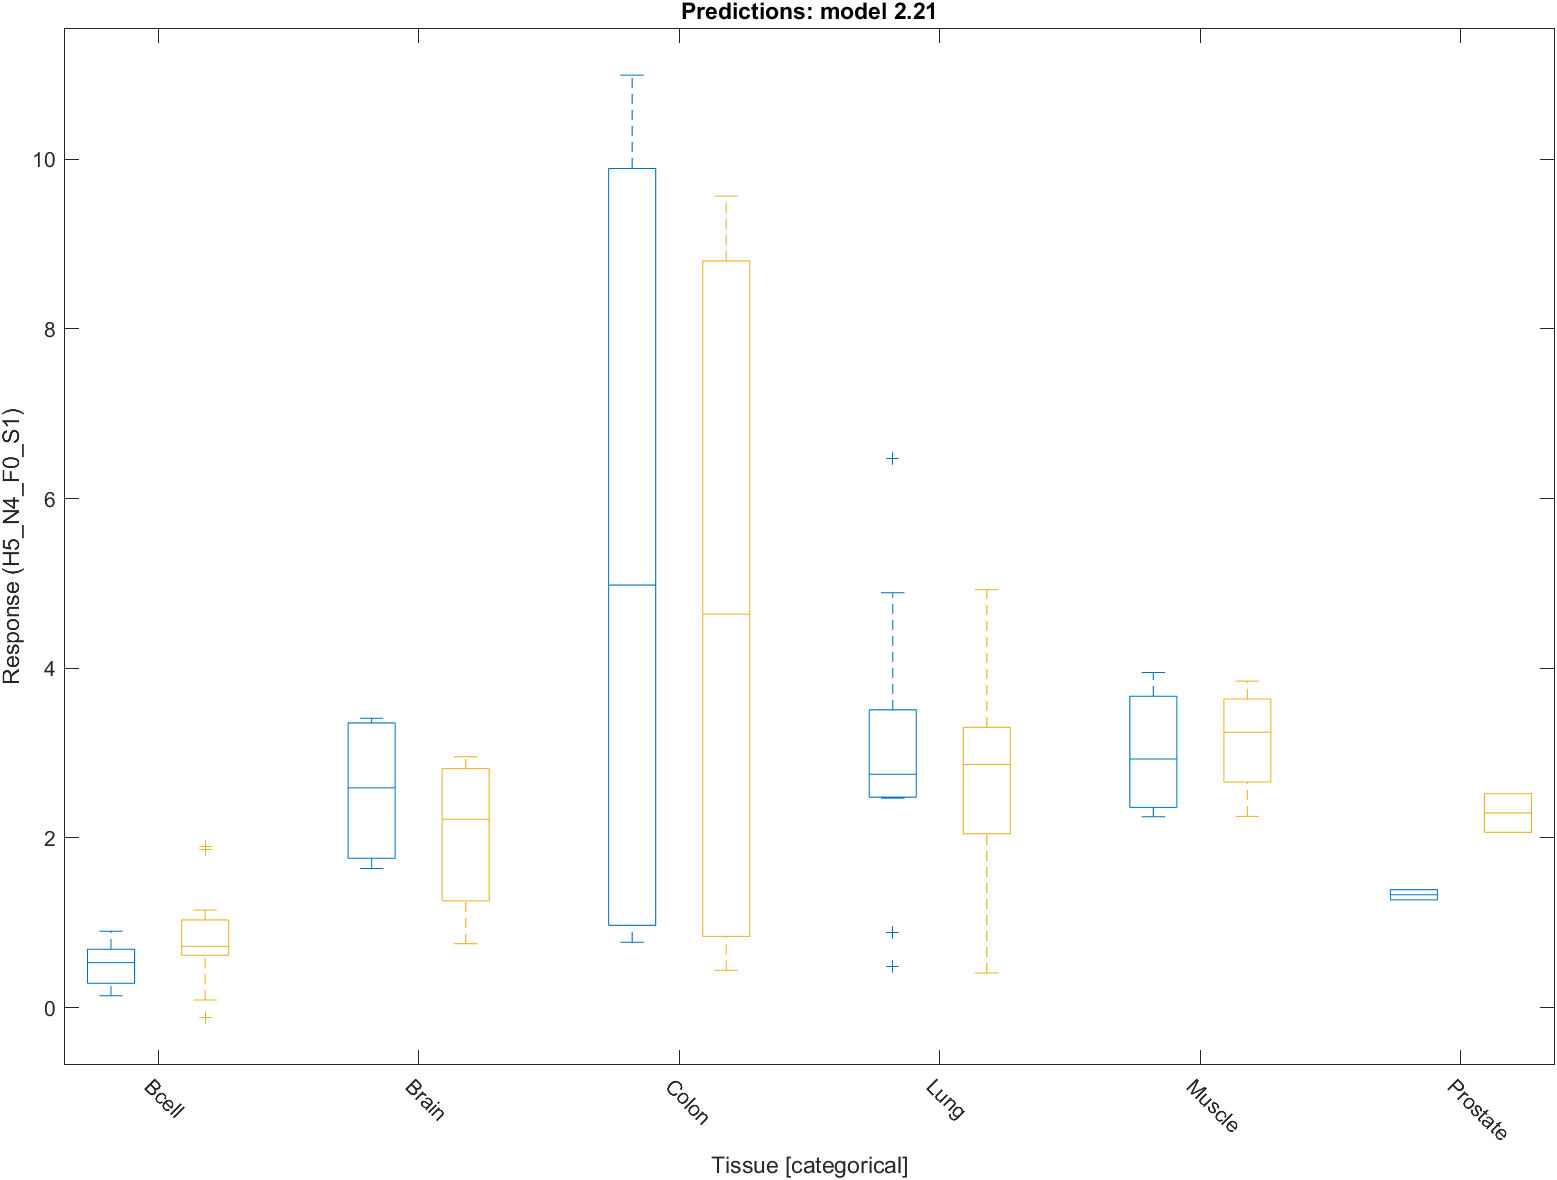 Predictions: model 2.21
Response (H5_N4_F0_S1)
10
8
6
4
2
0
Bcell
Brain
Colon
Lung
Muscle
Prostate
Tissue [categorical]